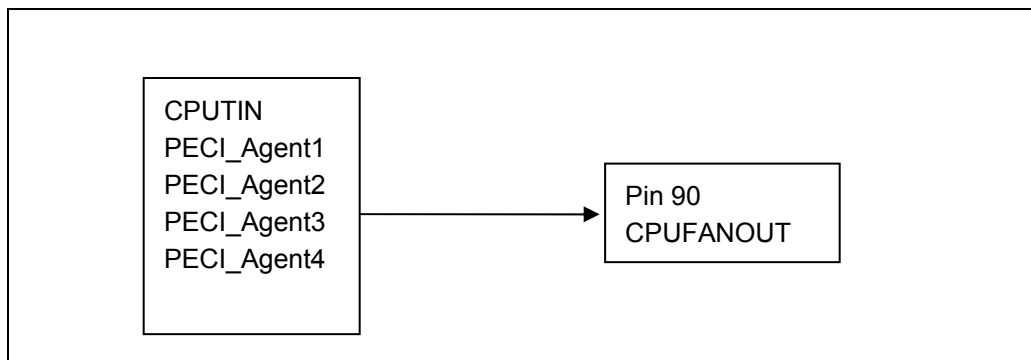 CPUTIN
PECI_Agent1
PECI_Agent2
PECI_Agent3
PECI_Agent4
Pin 90
CPUFANOUT